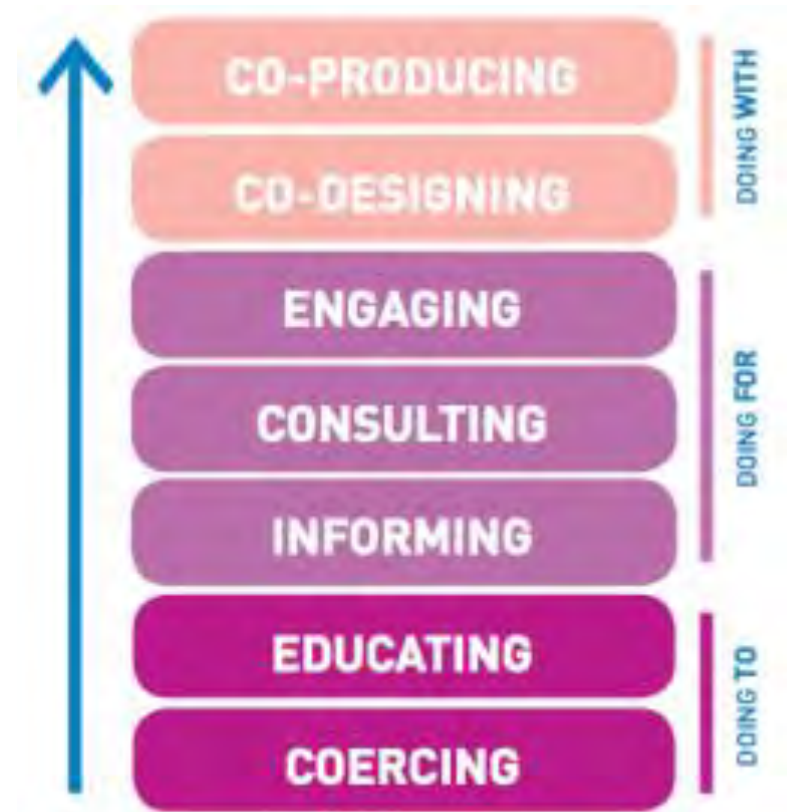 CO-PRODUCING
CO-DESIGNING
DOING WITH
ENGAGING
CONSULTING
INFORMING
DOING FOR
EDUCATING
COERCING
DOING TO